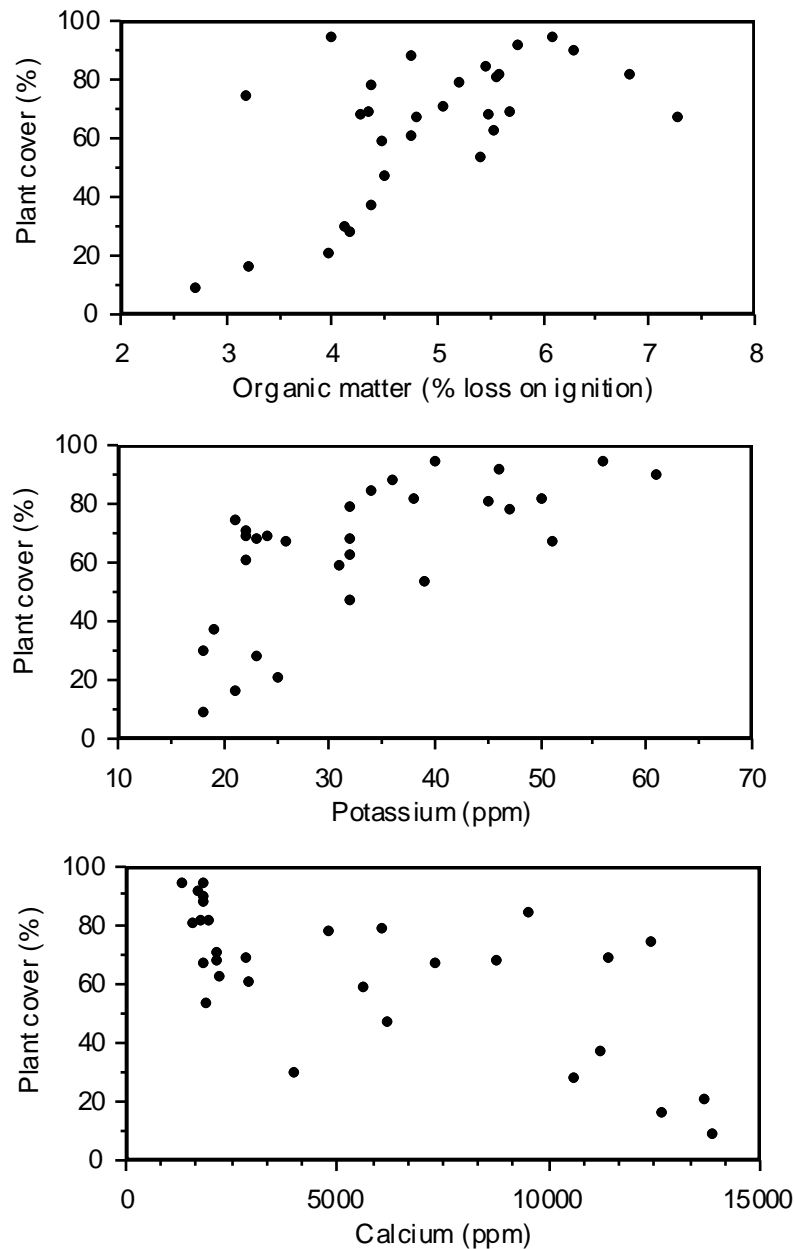 Plant cover (%)
100
80
60
40
20
0
2 3 4 5 6 7 8
Organic matter (% loss on ignition)
Plant cover (%)
100
80
60
40
20
0
10 20 30 40 50 60 70
Potassium (ppm)
Plant cover (%)
100
80
60
40
20
0
0 5000 10000 15000
Calcium (ppm)